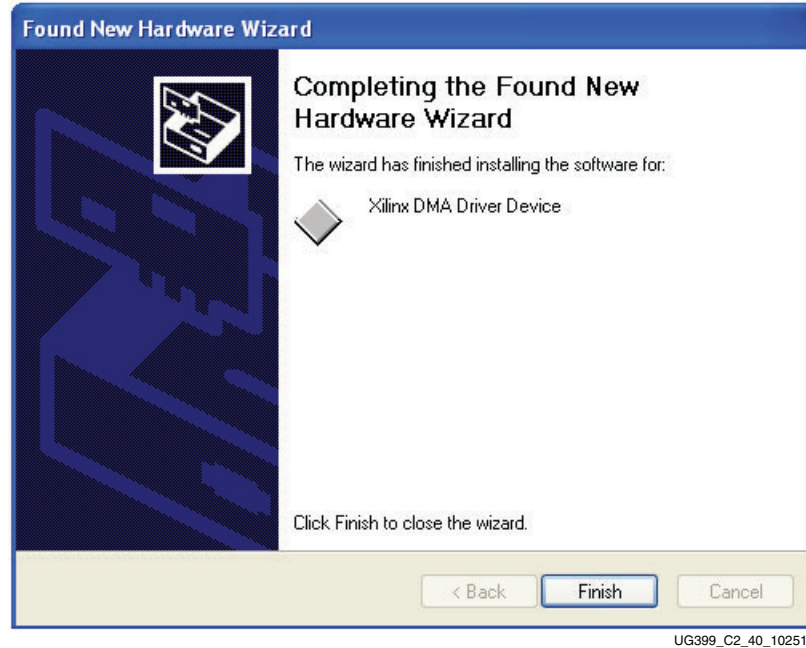 Found New Hardware Wizard
Completing the Found New
Hardware Wizard
The wizard has finished installing the software for:
Xilinx DMA Driver Device
Click Finish to close the wizard.
< Back
Finish
Cancel
UG399_C2_40_10251